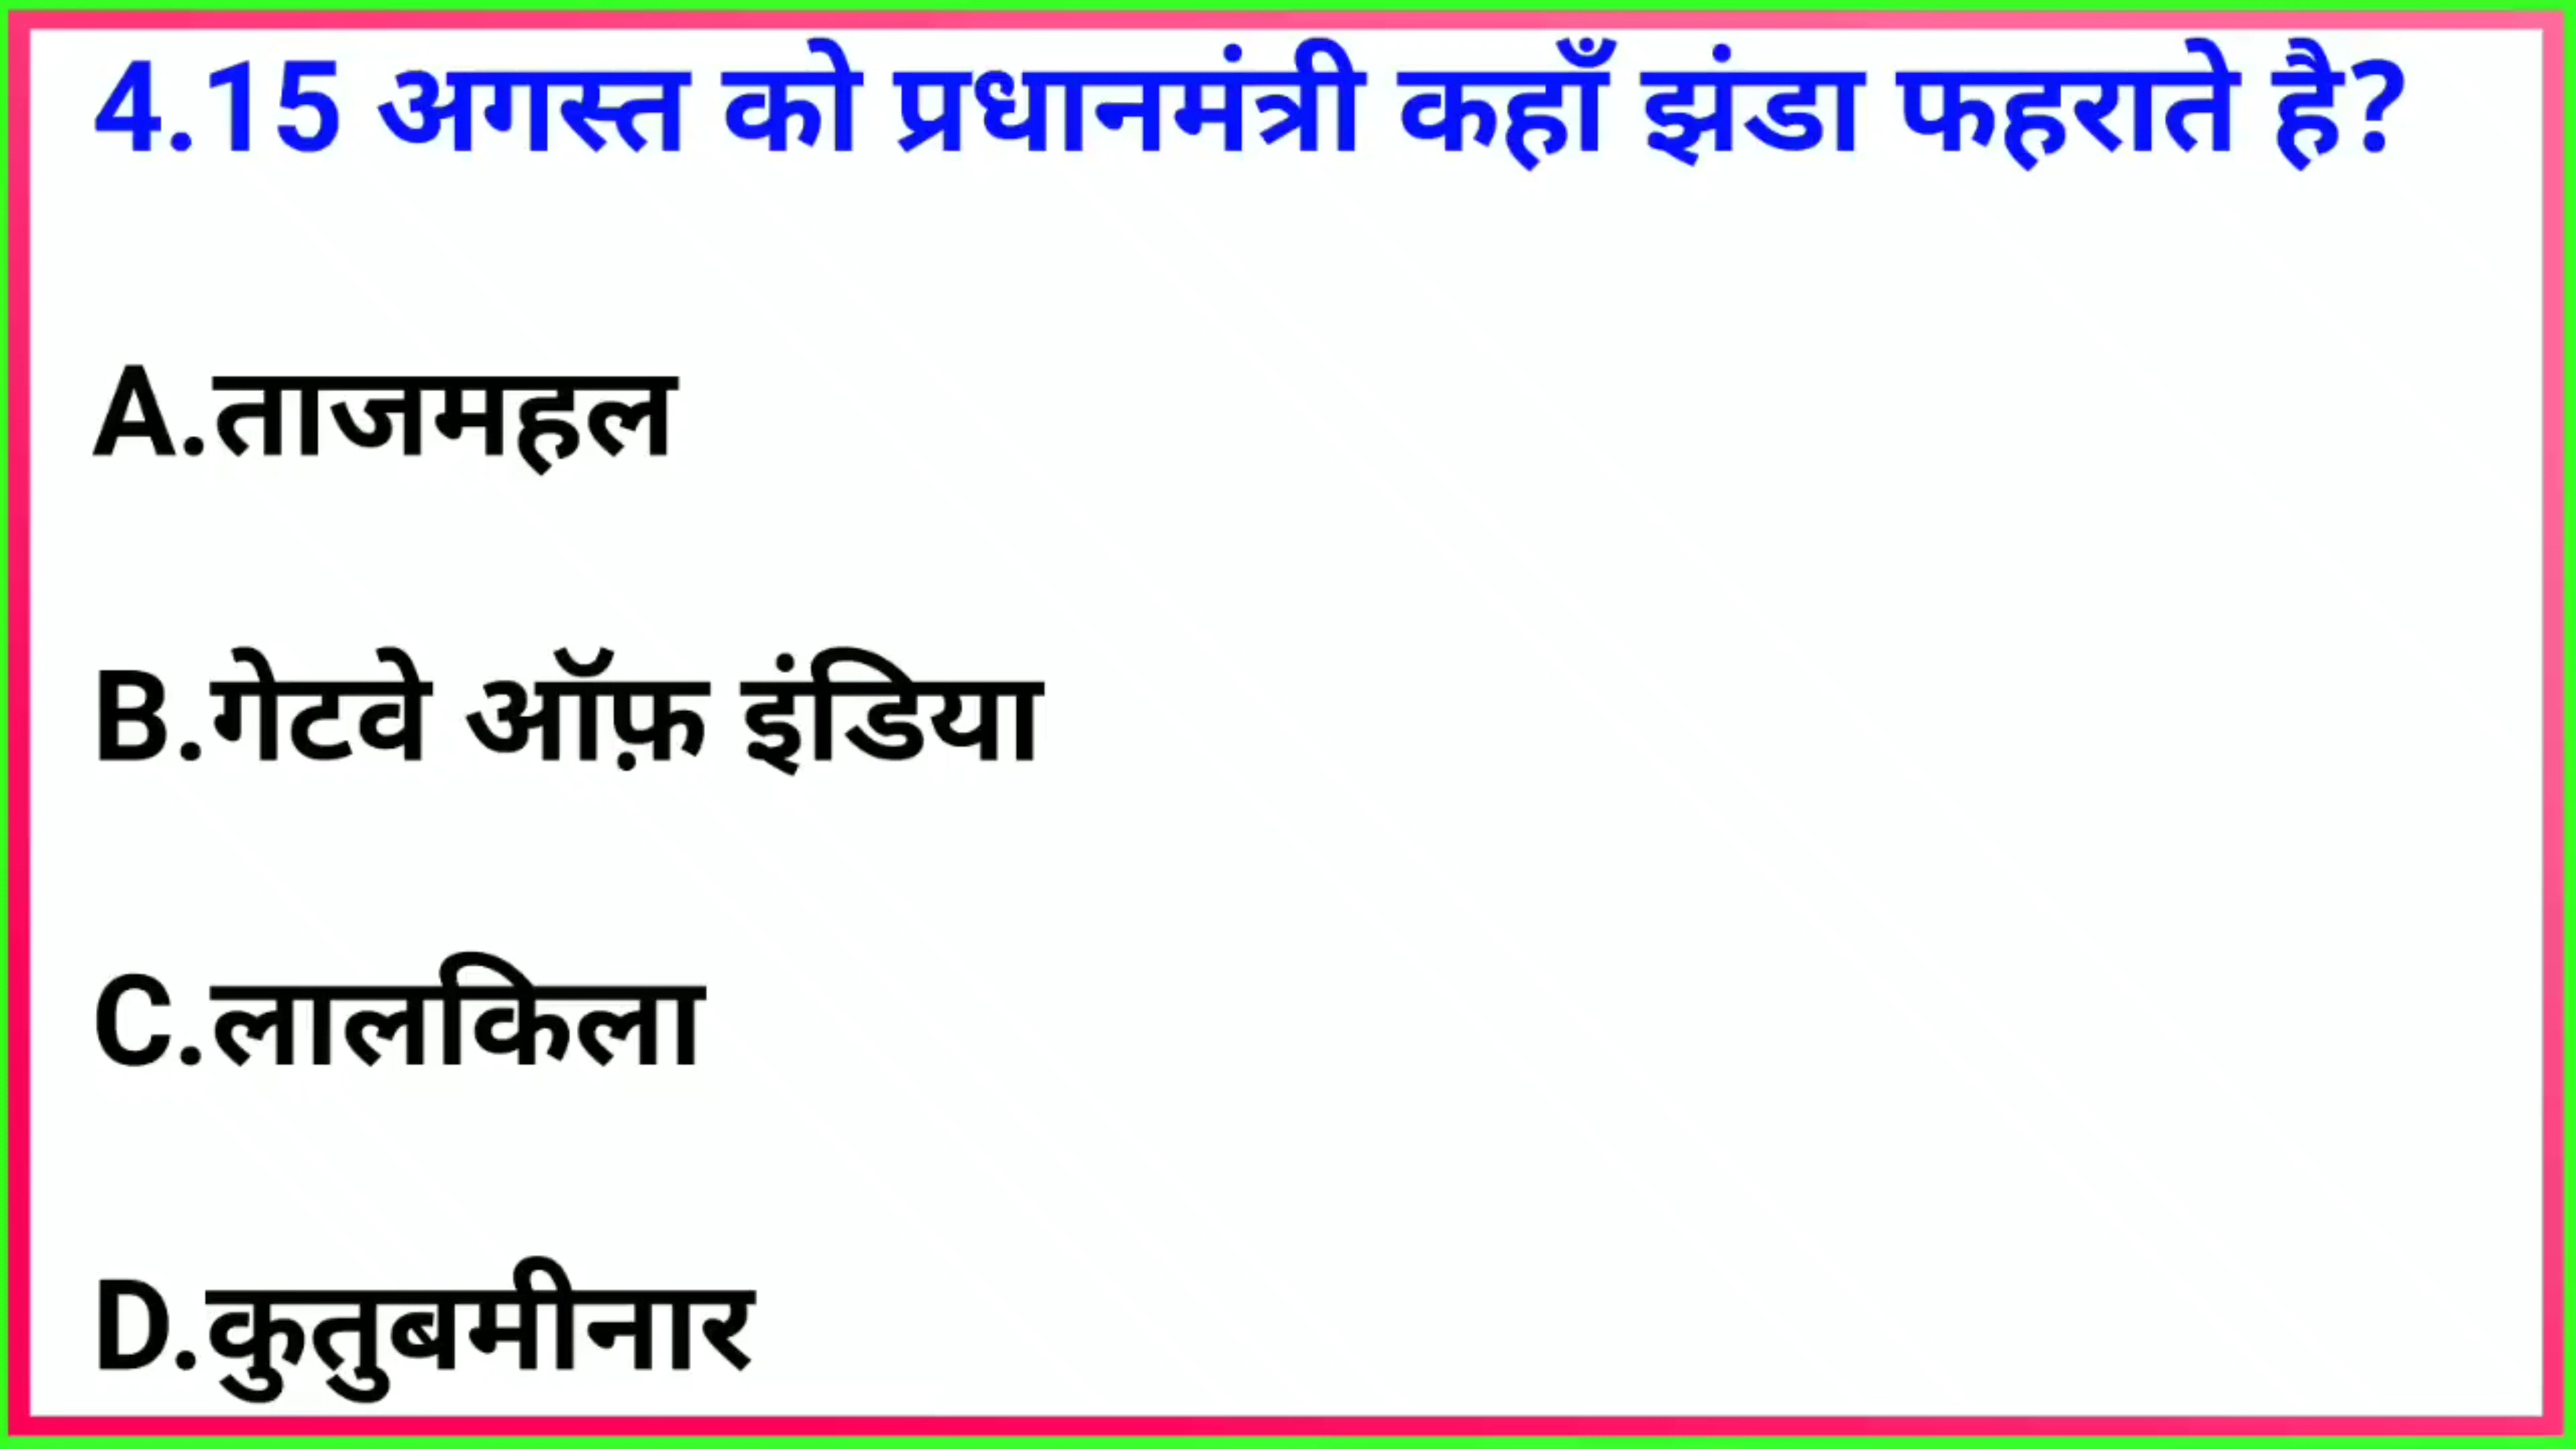 4.15 अगस्त को प्रधानमंत्री कहाँ झंडा फहराते है?
A.ताजमहल
B.गेटवे ऑफ़ इंडिया
C.लालकिला
D.कुतुबमीनार